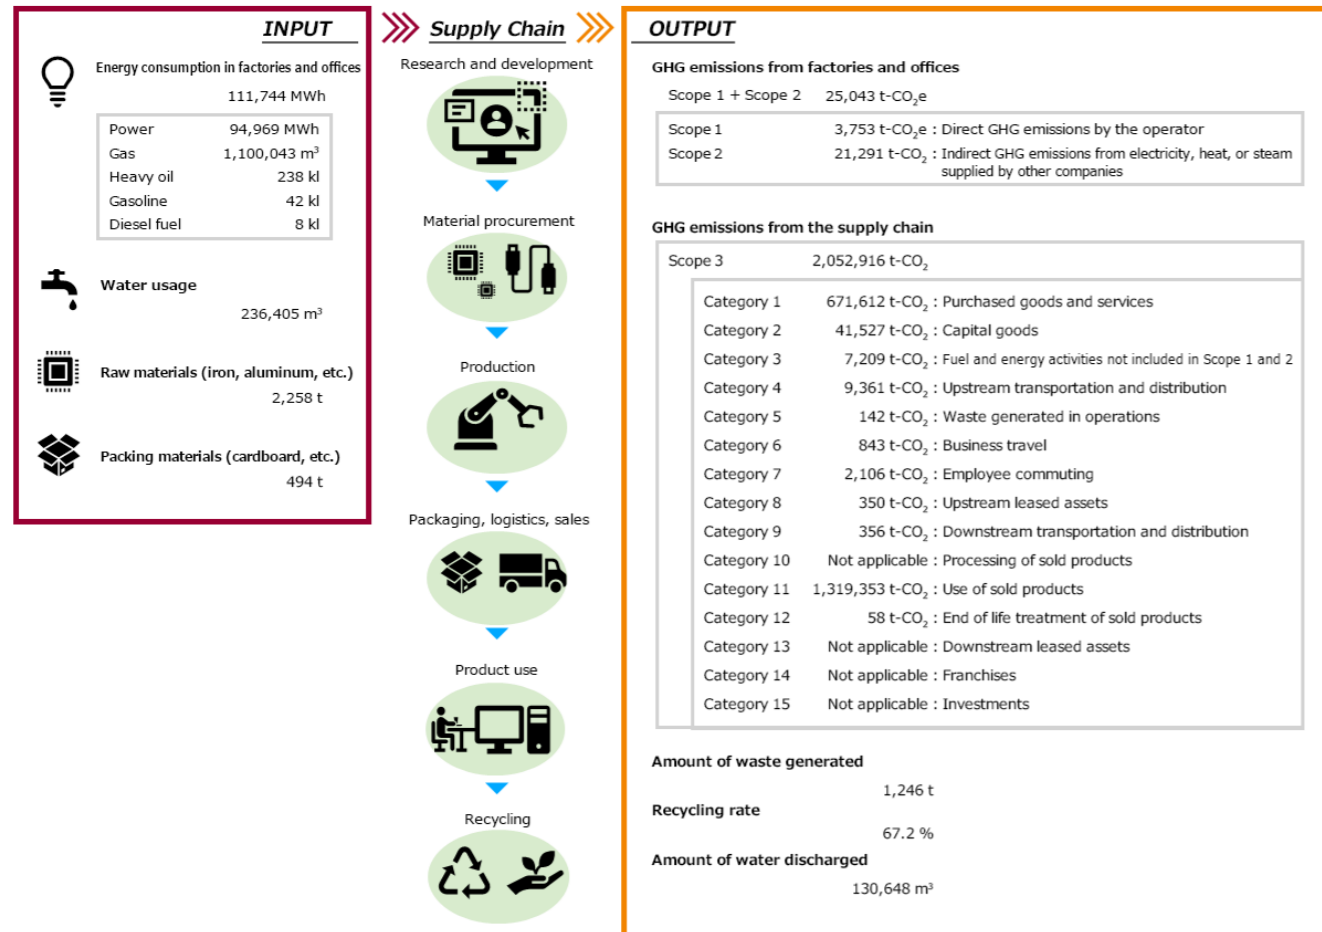 INPUT
Energy consumption in factories and offices
111,744 MWh
Power 94,969 MWh
Gas 1,100,043 m³
Heavy oil 238 kl
Gasoline 42 kl
Diesel fuel 8 kl
Water usage
236,405 m³
Raw materials (iron, aluminum, etc.)
2,258 t
Packing materials (cardboard, etc.)
494 t
Supply Chain
Research and development
Material procurement
Production
Packaging, logistics, sales
Product use
Recycling
OUTPUT
GHG emissions from factories and offices
Scope 1 + Scope 2 25,043 t-CO₂e
Scope 1 3,753 t-CO₂e : Direct GHG emissions by the operator
Scope 2 21,291 t-CO₂ : Indirect GHG emissions from electricity, heat, or steam
supplied by other companies
GHG emissions from the supply chain
Scope 3 2,052,916 t-CO₂
Category 1 671,612 t-CO₂ : Purchased goods and services
Category 2 41,527 t-CO₂ : Capital goods
Category 3 7,209 t-CO₂ : Fuel and energy activities not included in Scope 1 and 2
Category 4 9,361 t-CO₂ : Upstream transportation and distribution
Category 5 142 t-CO₂ : Waste generated in operations
Category 6 843 t-CO₂ : Business travel
Category 7 2,106 t-CO₂ : Employee commuting
Category 8 350 t-CO₂ : Upstream leased assets
Category 9 356 t-CO₂ : Downstream transportation and distribution
Category 10 Not applicable : Processing of sold products
Category 11 1,319,353 t-CO₂ : Use of sold products
Category 12 58 t-CO₂ : End of life treatment of sold products
Category 13 Not applicable : Downstream leased assets
Category 14 Not applicable : Franchises
Category 15 Not applicable : Investments
Amount of waste generated
1,246 t
Recycling rate
67.2 %
Amount of water discharged
130,648 m³